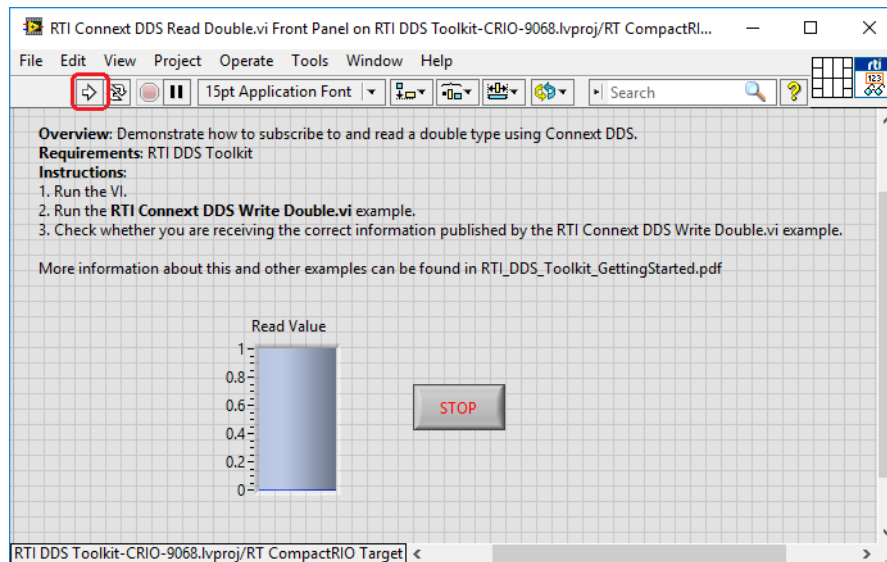 RTI Connext DDS Read Double.vi Front Panel on RTI DDS Toolkit-CRIO-9068.lvproj/RT CompactRI...
File Edit View Project Operate Tools Window Help
15pt Application Font
Search
rti
123
Overview: Demonstrate how to subscribe to and read a double type using Connext DDS.
Requirements: RTI DDS Toolkit
Instructions:
1. Run the VI.
2. Run the RTI Connext DDS Write Double.vi example.
3. Check whether you are receiving the correct information published by the RTI Connext DDS Write Double.vi example.
More information about this and other examples can be found in RTI_DDS_Toolkit_GettingStarted.pdf
Read Value
1
0.8
0.6
0.4
0.2
0
STOP
RTI DDS Toolkit-CRIO-9068.lvproj/RT CompactRIO Target